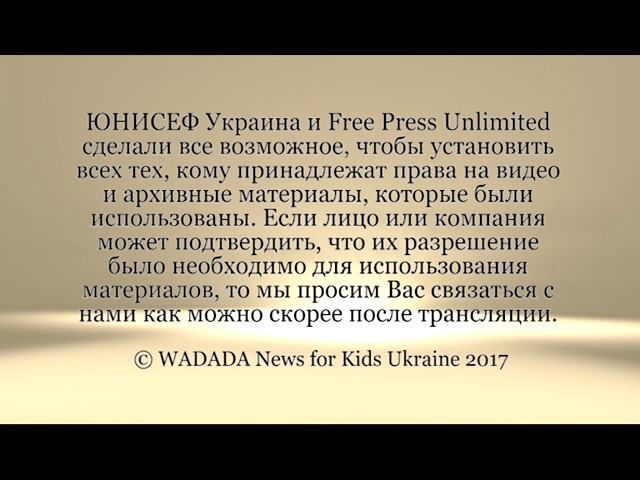 ЮНИСЕФ Украина и Free Press Unlimited
сделали все возможное, чтобы установить
всех тех, кому принадлежат права на видео
и архивные материалы, которые были
использованы. Если лицо или компания
может подтвердить, что их разрешение
было необходимо для использования
материалов, то мы просим Вас связаться с
нами как можно скорее после трансляции.
© WADADA News for Kids Ukraine 2017